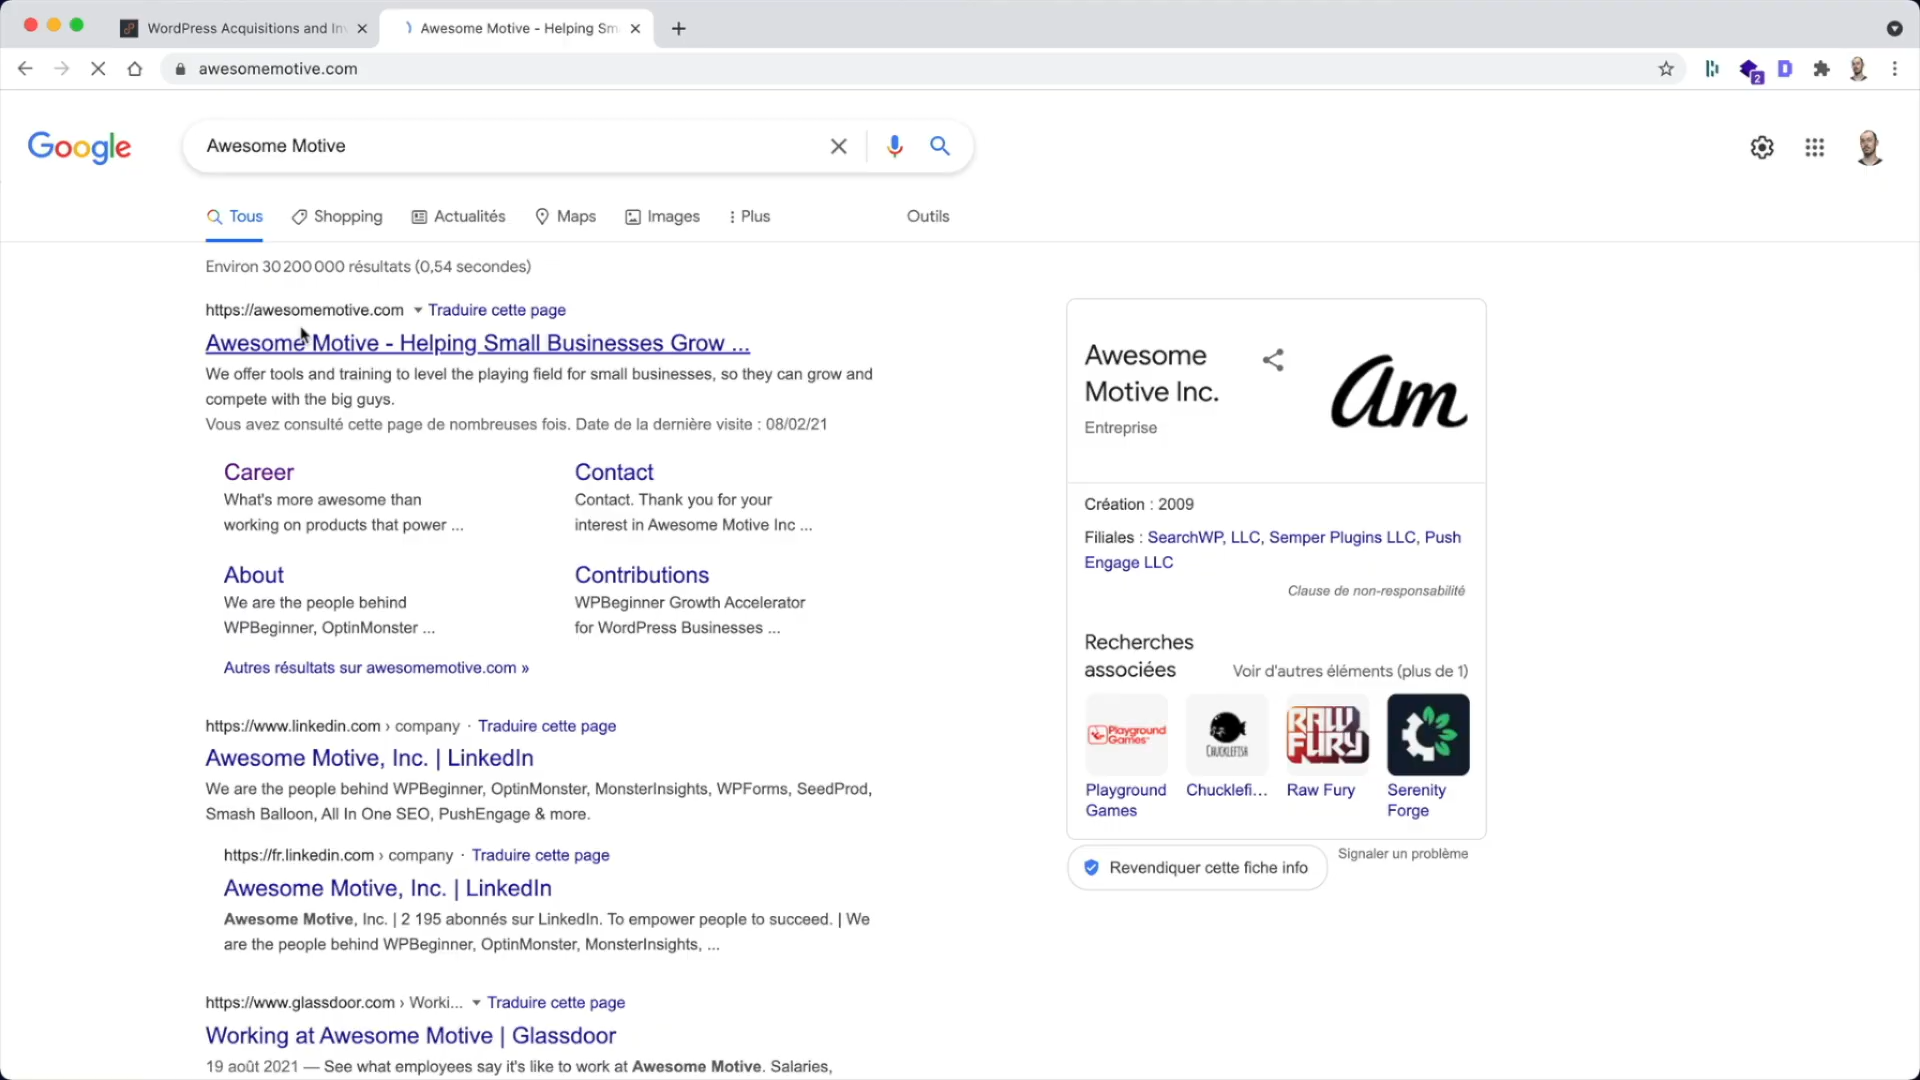 WordPress Acquisitions and In
Awesome Motive - Helping Sm
awesomemotive.com
2
Google
Awesome Motive
Tous
Shopping
Actualités
Maps
Images
Plus
Outils
Environ 30 200 000 résultats (0,54 secondes)
https://awesomemotive.com
Traduire cette page
Awesome Motive - Helping Small Businesses Grow ...
We offer tools and training to level the playing field for small businesses, so they can grow and
compete with the big guys.
Vous avez consulté cette page de nombreuses fois. Date de la dernière visite : 08/02/21
Career
What's more awesome than
working on products that power ...
Contact
Contact. Thank you for your
interest in Awesome Motive Inc ...
About
We are the people behind
WPBeginner, OptinMonster ...
Contributions
WPBeginner Growth Accelerator
for WordPress Businesses ...
Autres résultats sur awesomemotive.com »
https://www.linkedin.com › company · Traduire cette page
Awesome Motive, Inc. | LinkedIn
We are the people behind WPBeginner, OptinMonster, MonsterInsights, WPForms, SeedProd,
Smash Balloon, All In One SEO, PushEngage & more.
https://fr.linkedin.com › company · Traduire cette page
Awesome Motive, Inc. | LinkedIn
Awesome Motive, Inc. | 2 195 abonnés sur LinkedIn. To empower people to succeed. | We
are the people behind WPBeginner, OptinMonster, MonsterInsights, ...
https://www.glassdoor.com › Worki... Traduire cette page
Working at Awesome Motive | Glassdoor
19 août 2021 — See what employees say it's like to work at Awesome Motive. Salaries,
Awesome
Motive Inc.
Entreprise
am
Création : 2009
Filiales : SearchWP, LLC, Semper Plugins LLC, Push
Engage LLC
Clause de non-responsabilité
Recherches
associées
Voir d'autres éléments (plus de 1)
Playground
Games
CHUCKLEFISH
RAW
FURY
Playground
Games
Chucklefi...
Raw Fury
Serenity
Forge
Revendiquer cette fiche info
Signaler un problème